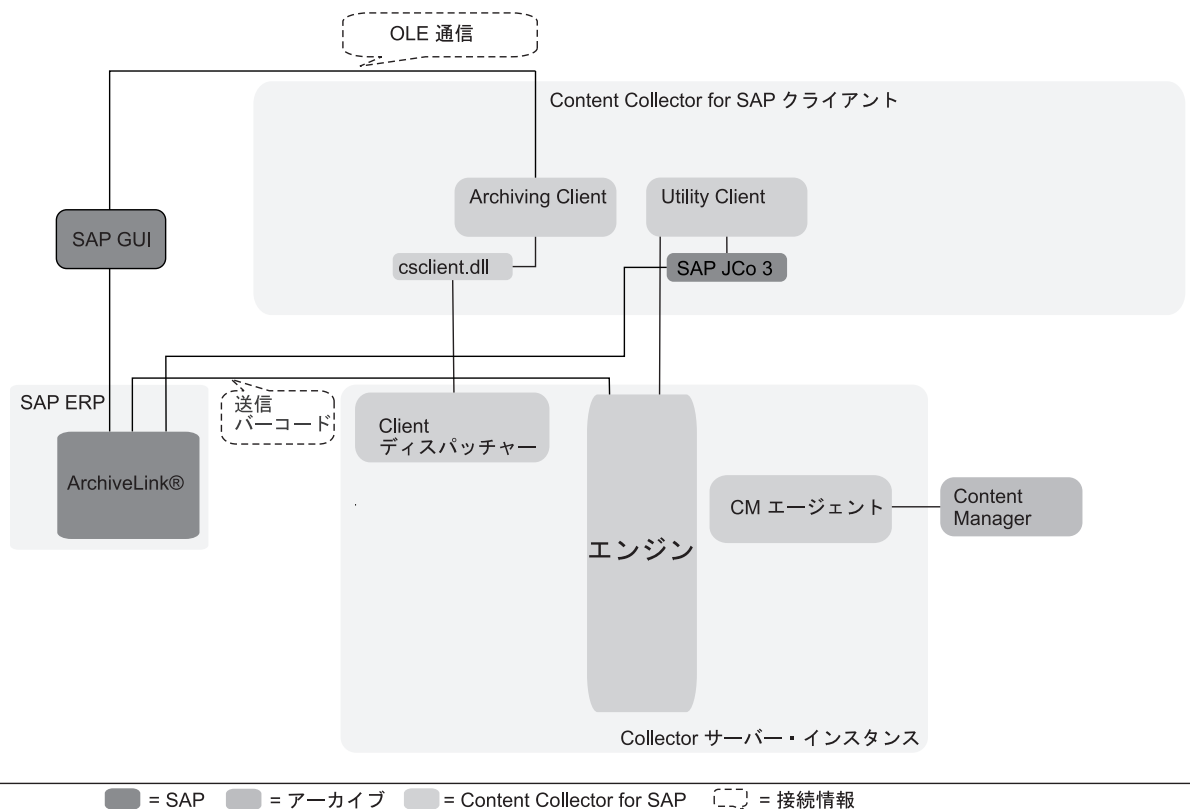 OLE 通信
Content Collector for SAP クライアント
Archiving Client
Utility Client
SAP GUI
csclient.dll
SAP JCo 3
SAP ERP
送信
バーコード
Client
ディスパッチャー
ArchiveLink®
CM エージェント
Content
Manager
エンジン
Collector サーバー・インスタンス
= SAP = アーカイブ = Content Collector for SAP = 接続情報